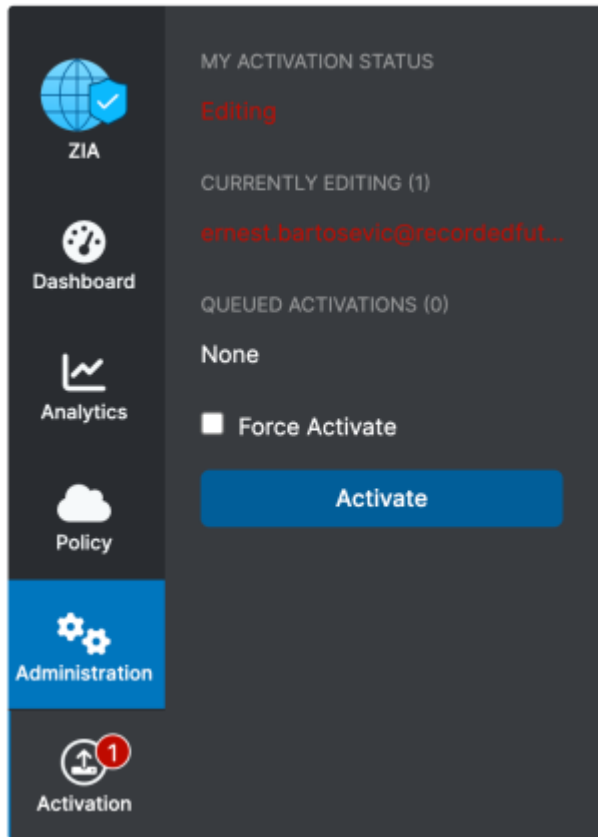 ZIA
Dashboard
Analytics
Policy
Administration
1
Activation
MY ACTIVATION STATUS
Editing
CURRENTLY EDITING (1)
ernest.bartosevic@recordedfut...
QUEUED ACTIVATIONS (0)
None
Force Activate
Activate